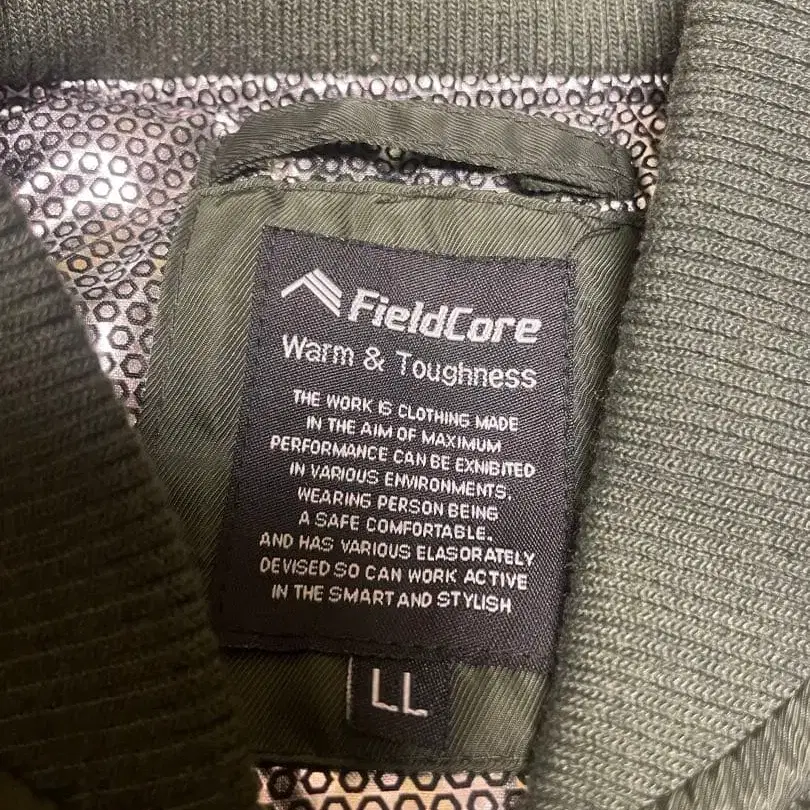 FieldCore
Warm & Toughness
THE WORK IS CLOTHING MADE
IN THE AIM OF MAXIMUM
PERFORMANCE CAN BE EXNIBITED
IN VARIOUS ENVIRONMENTS.
WEARING PERSON BEING
A SAFE COMFORTABLE.
AND HAS VARIOUS ELASORATELY
DEVISED SO CAN WORK ACTIVE
IN THE SMART AND STYLISH
LL